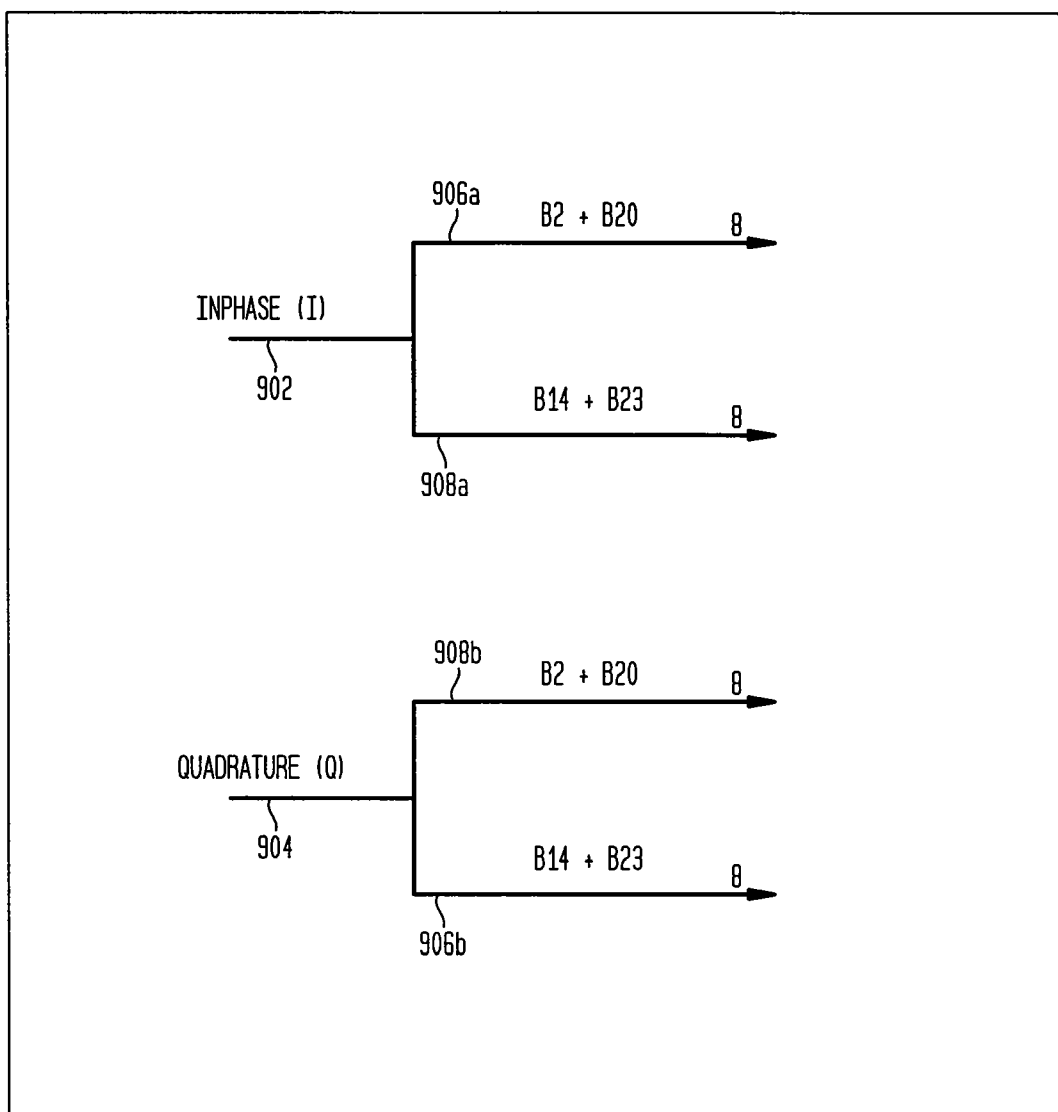 906a
B2 + B20
8
INPHASE (I)
902
B14 + B23
8
908a
908b
B2 + B20
8
QUADRATURE (Q)
904
B14 + B23
8
906b